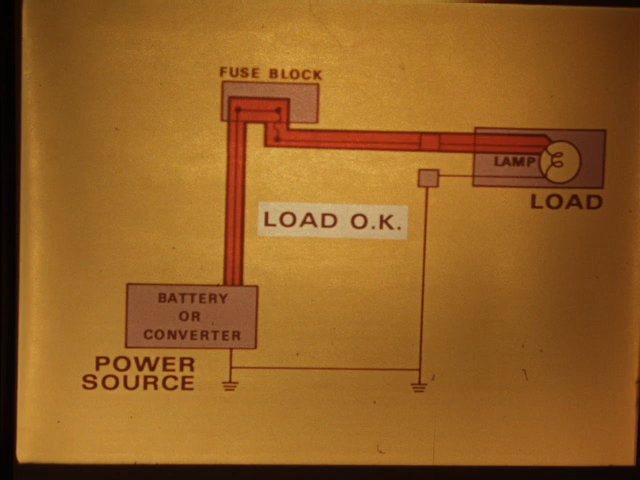 FUSE BLOCK
LAMP
LOAD
LOAD O.K.
BATTERY
OR
CONVERTER
POWER
SOURCE